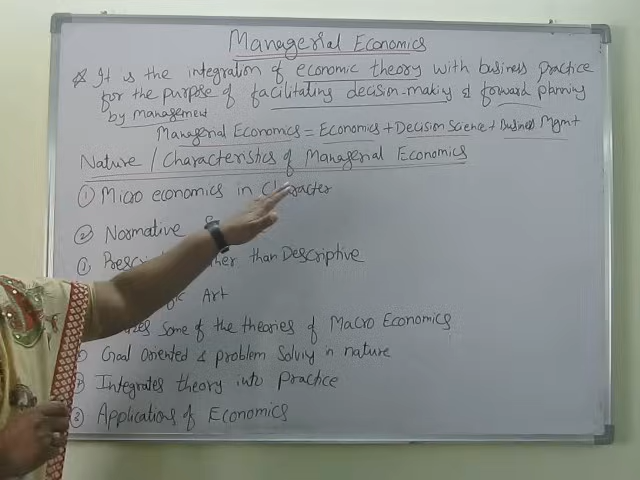 Managerial Economics
☆ It is the integration of economic theory with business practice
for the purpose of facilitating decision-making & forward planning
by management
Managerial Economics = Economics + Decision Science + Business Mgmt
Nature / Characteristics of Managerial Economics
① Micro economics in Character
② Normative
than Descriptive
Art
some of the theories of Macro Economics
Goal Oriented & problem Solving in nature
Integrates theory into Practice
Applications of Economics